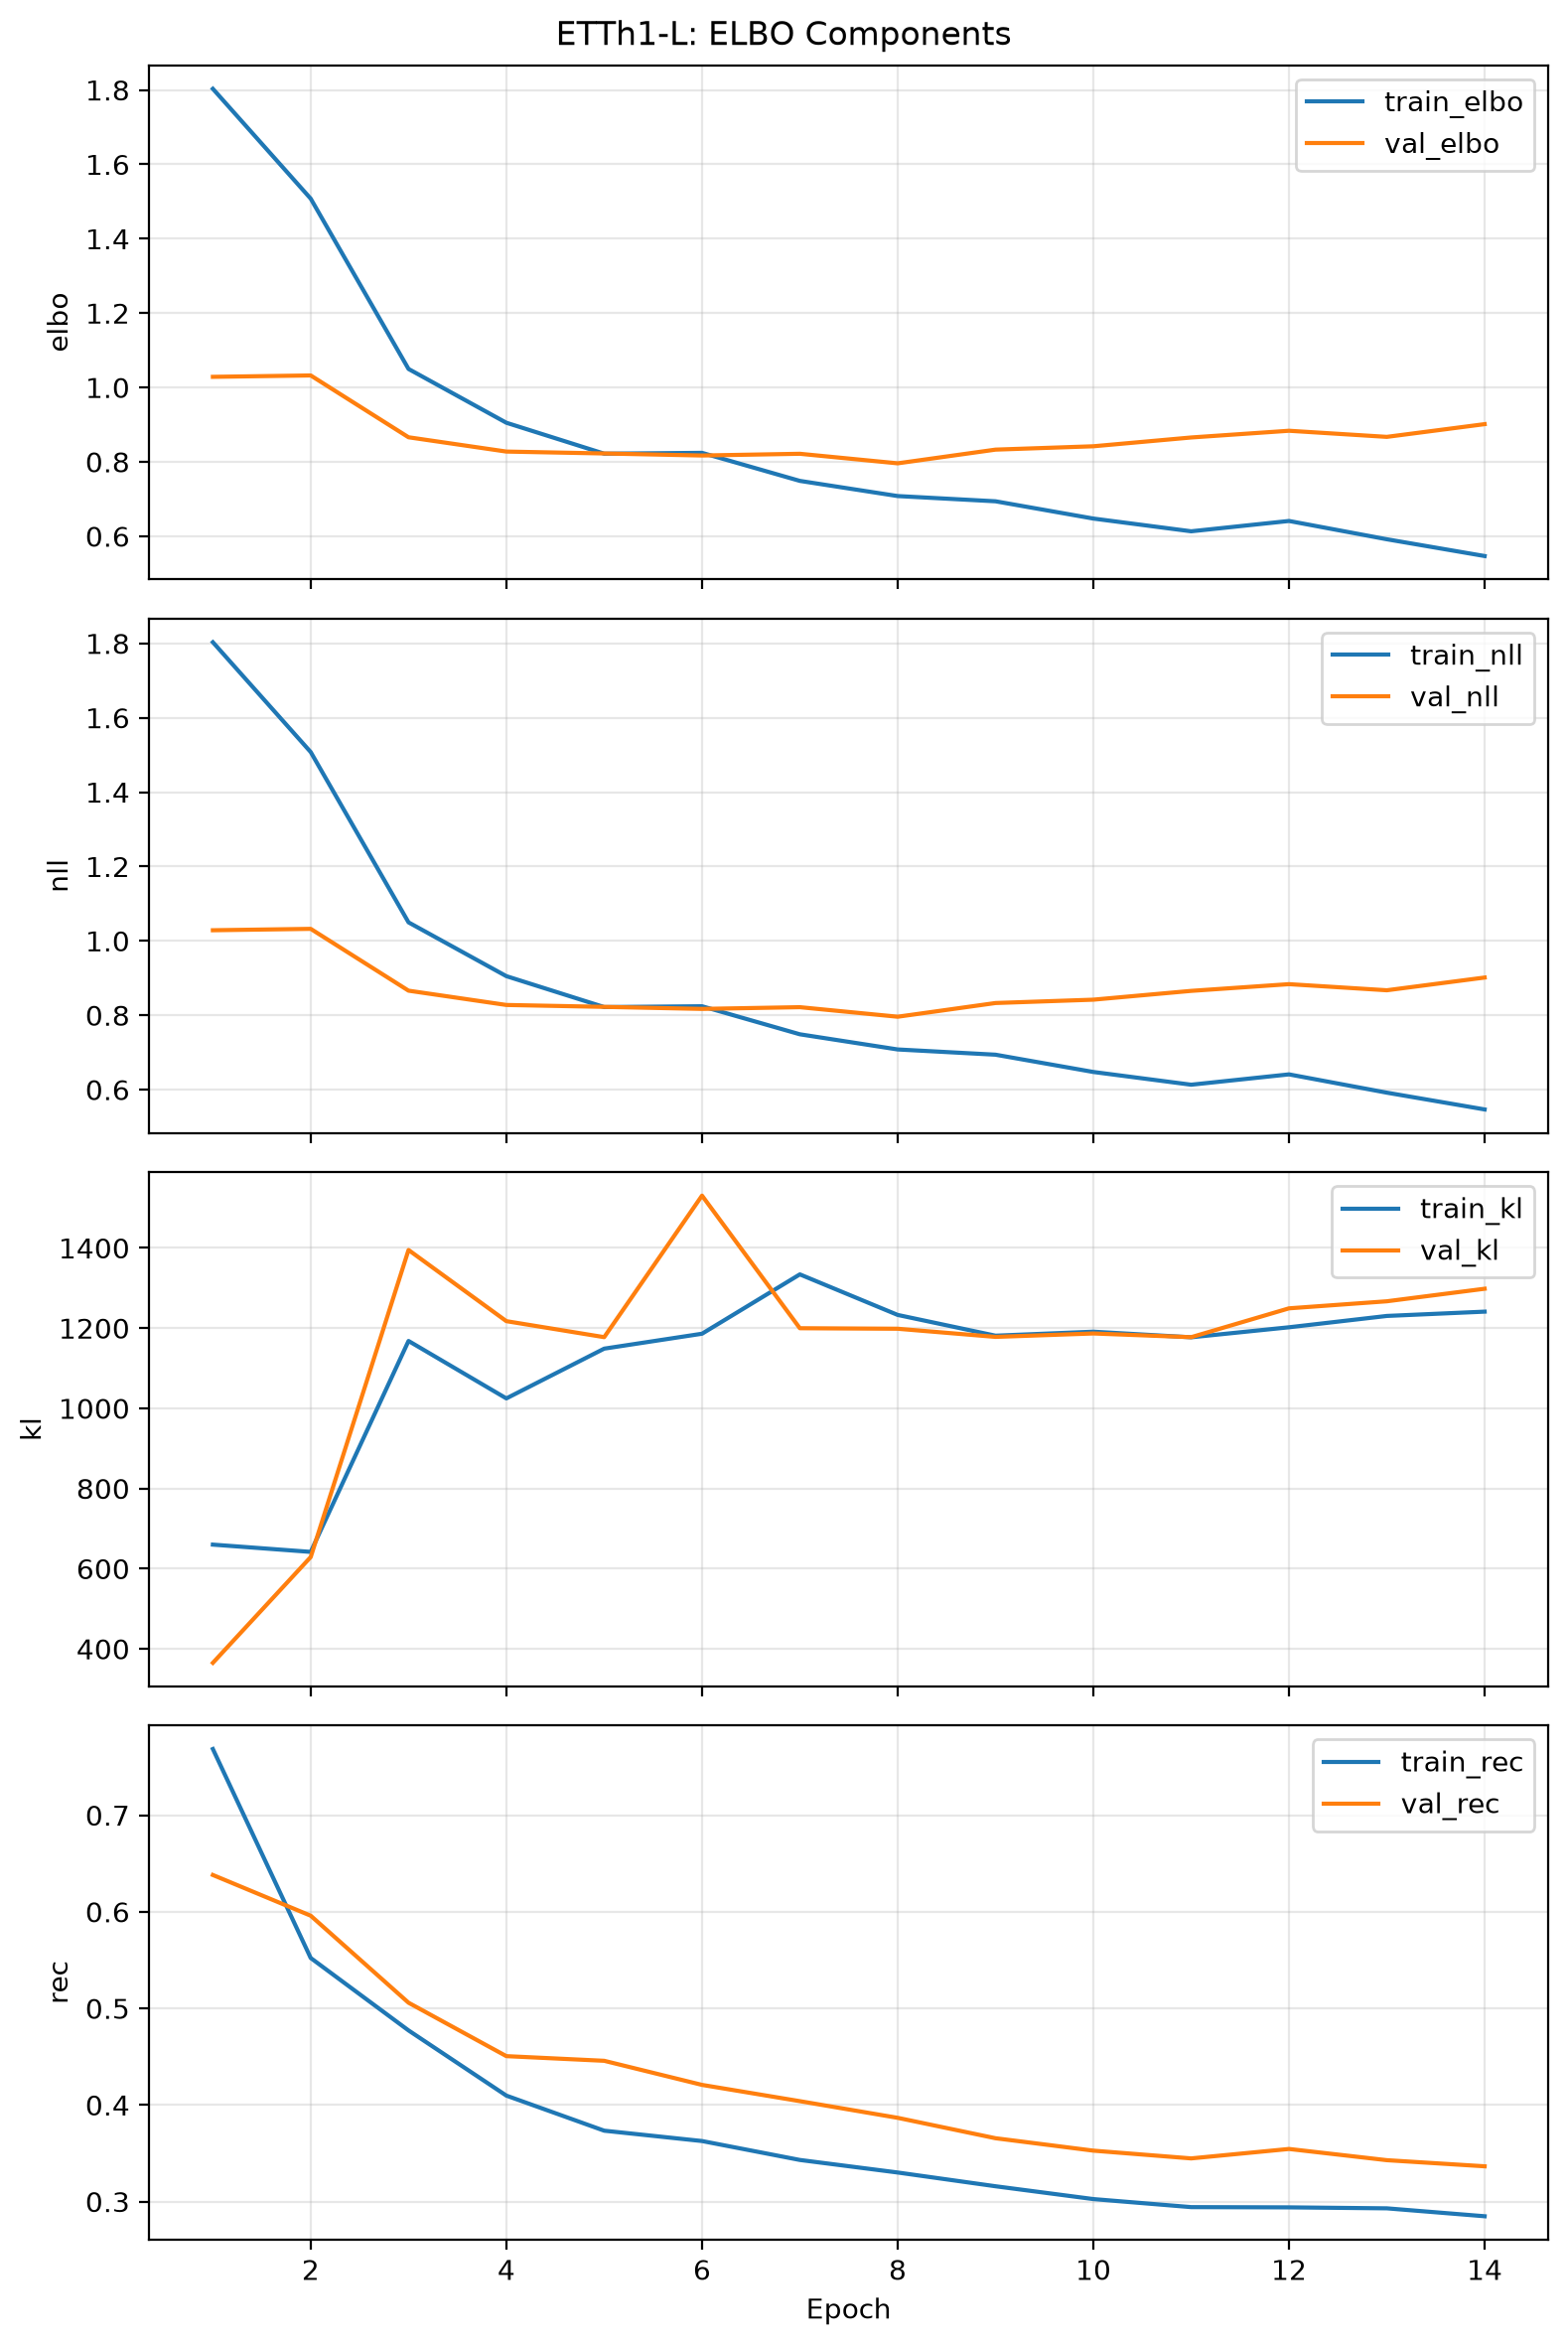 ETTh1-L: ELBO Components
1.8
1.6
1.4
1.2
1.0
0.8
0.6
elbo
train_elbo
val_elbo
1.8
1.6
1.4
1.2
1.0
0.8
0.6
nll
train_nll
val_nll
1400
1200
1000
800
600
400
kl
train_kl
val_kl
0.7
0.6
0.5
0.4
0.3
rec
train_rec
val_rec
2 4 6 8 10 12 14
Epoch